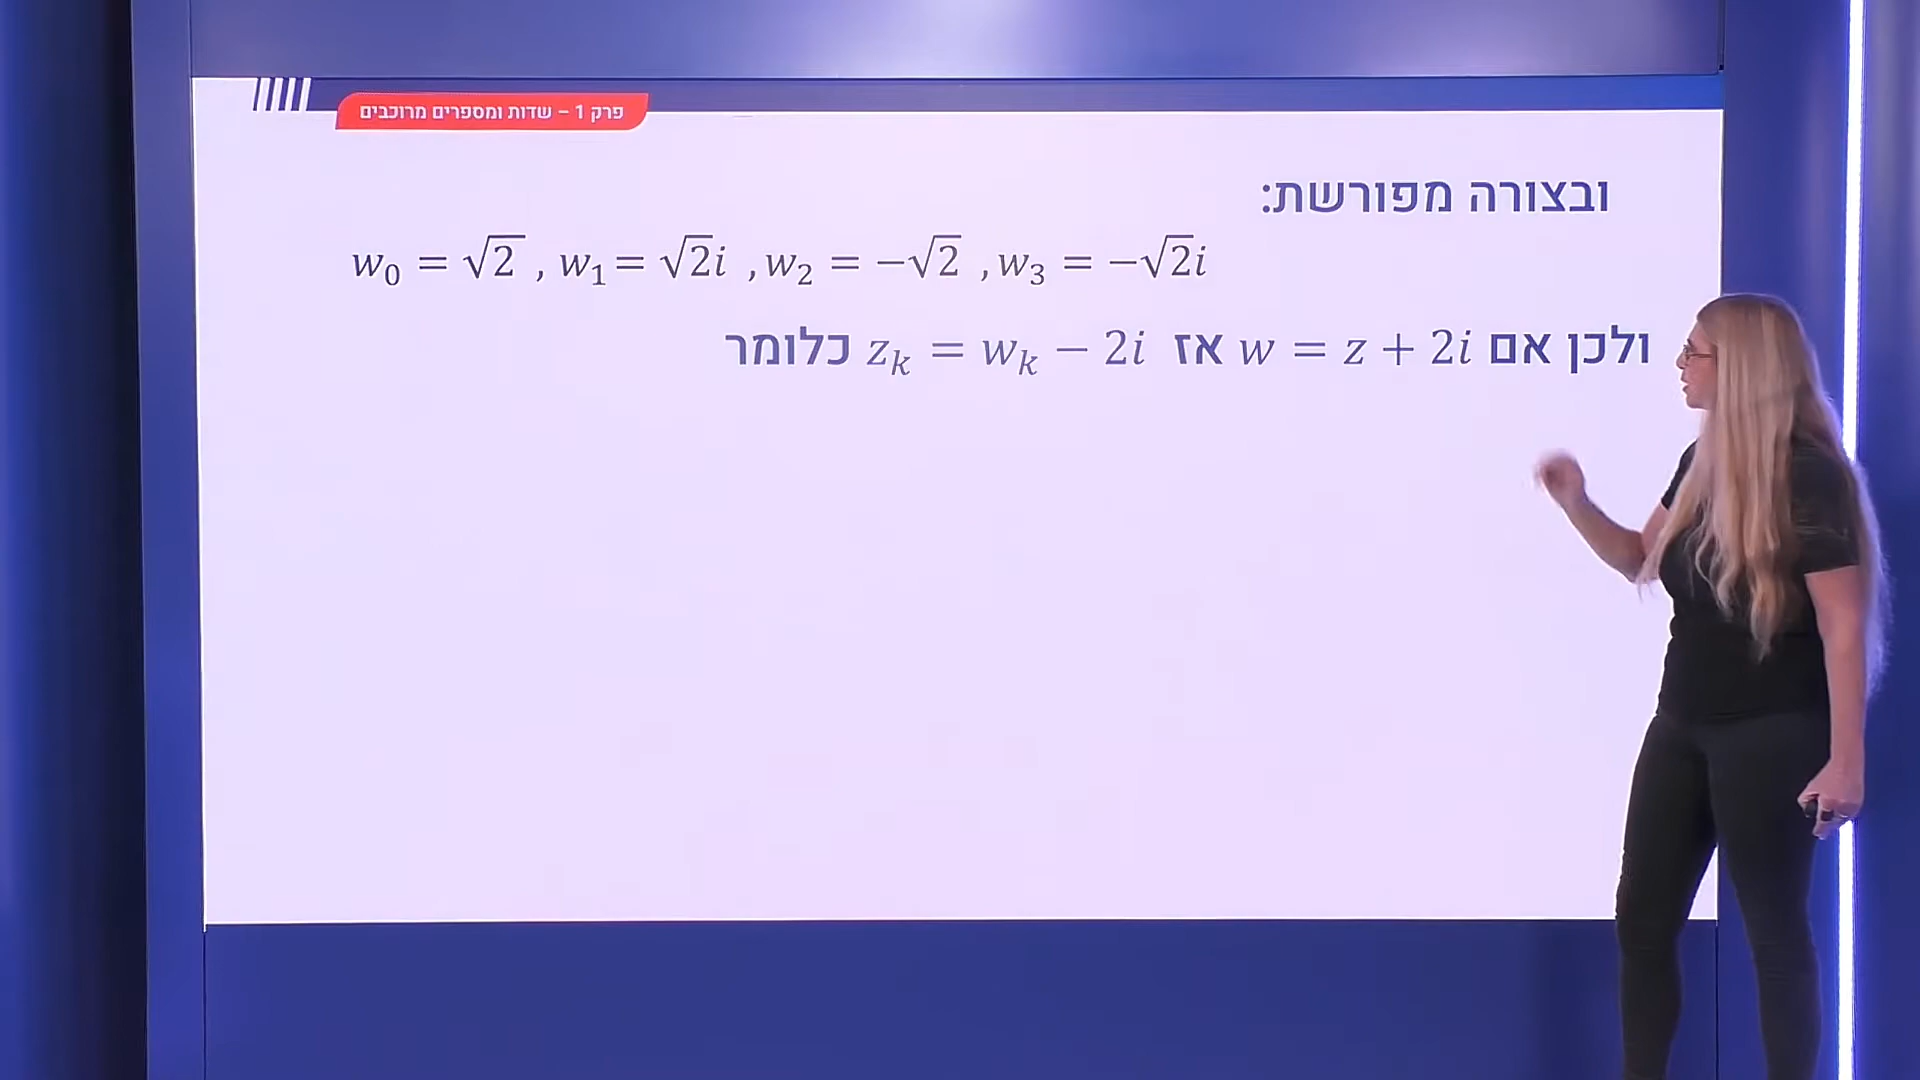 פרק 1 – שדות ומספרים מרוכבים
ובצורה מפורשת:
w₀ = √2 , w₁ = √2i , w₂ = −√2 , w₃ = −√2i
ולכן אם w = z + 2i אז z_k = w_k − 2i כלומר